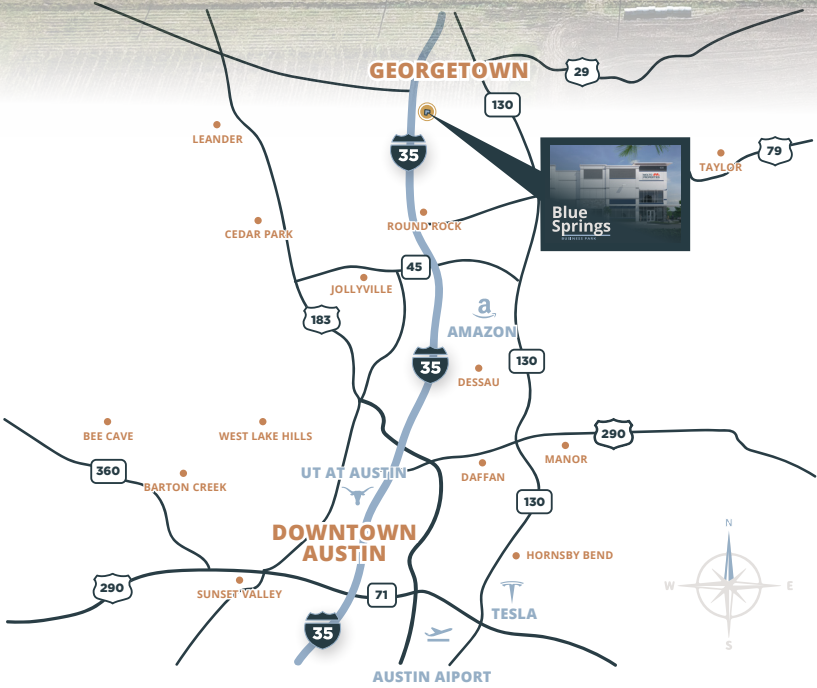 GEORGETOWN
29
130
35
79
LEANDER
TAYLOR
Blue
Springs
BUSINESS PARK
CEDAR PARK
ROUND ROCK
45
JOLLYVILLE
183
a
AMAZON
35
130
DESSAU
BEE CAVE
WEST LAKE HILLS
290
MANOR
360
BARTON CREEK
UT AT AUSTIN
DAFFAN
130
DOWNTOWN
AUSTIN
HORNSBY BEND
N
W
E
S
290
SUNSET VALLEY
71
TESLA
35
AUSTIN AIPORT